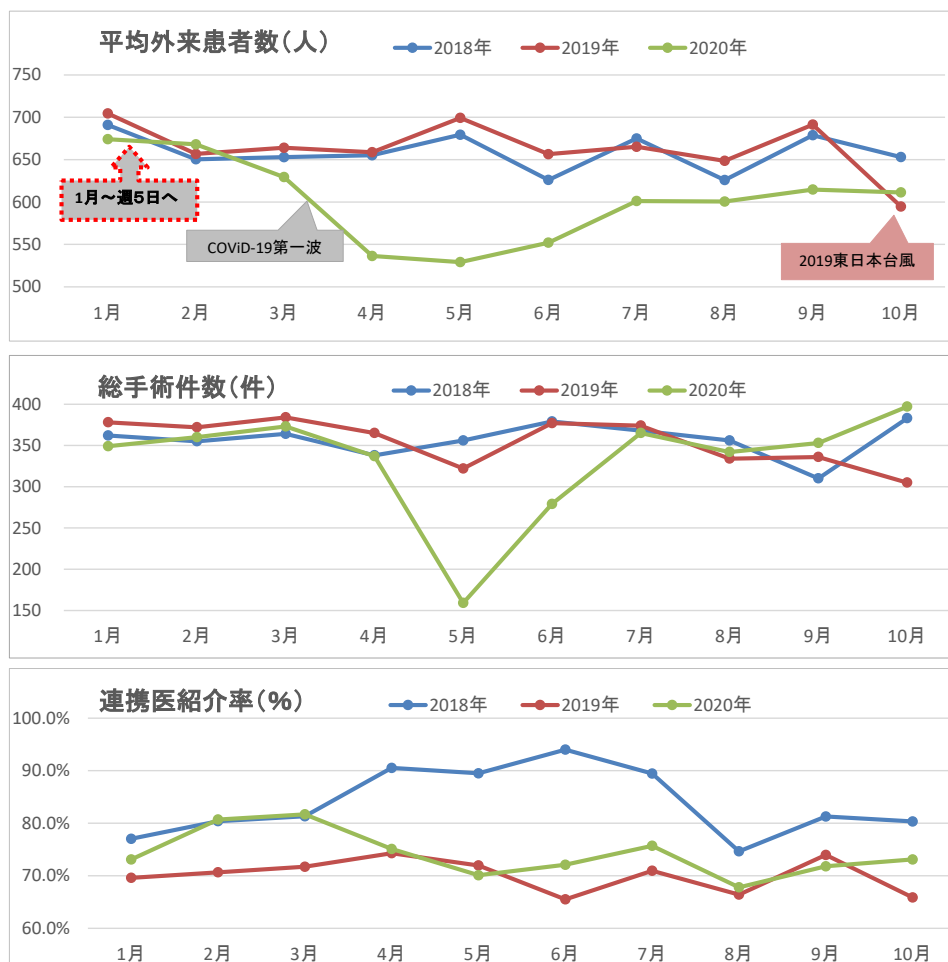 平均外来患者数(人)
2018年 2019年 2020年
750
700
650
600
550
500
1月~週5日へ
COViD-19第一波
2019東日本台風
1月 2月 3月 4月 5月 6月 7月 8月 9月 10月
総手術件数(件)
2018年 2019年 2020年
400
350
300
250
200
150
1月 2月 3月 4月 5月 6月 7月 8月 9月 10月
連携医紹介率(%)
2018年 2019年 2020年
100.0%
90.0%
80.0%
70.0%
60.0%
1月 2月 3月 4月 5月 6月 7月 8月 9月 10月